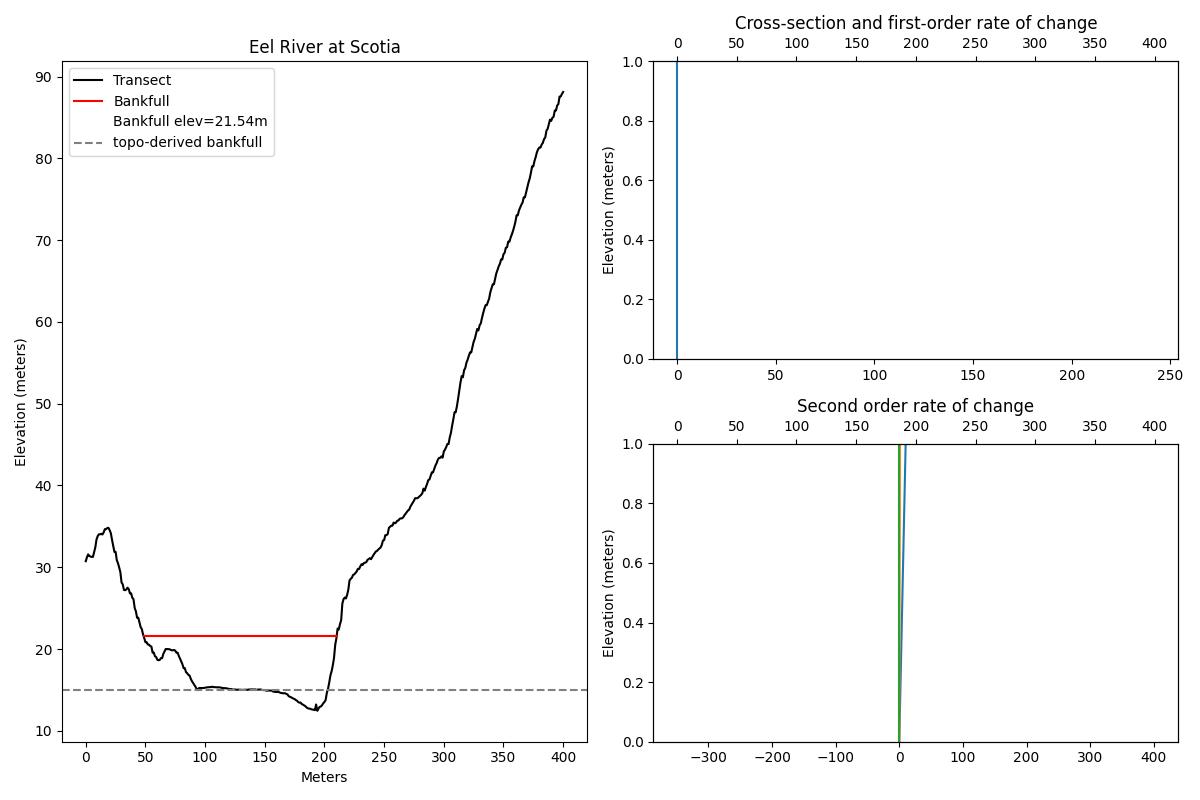 Eel River at Scotia
Transect
Bankfull
Bankfull elev=21.54m
topo-derived bankfull
90
80
70
60
50
40
30
20
10
Elevation (meters)
0 50 100 150 200 250 300 350 400
Meters
Cross-section and first-order rate of change
0 50 100 150 200 250 300 350 400
1.0
0.8
0.6
0.4
0.2
0.0
Elevation (meters)
0 50 100 150 200 250
Second order rate of change
0 50 100 150 200 250 300 350 400
1.0
0.8
0.6
0.4
0.2
0.0
Elevation (meters)
−300 −200 −100 0 100 200 300 400